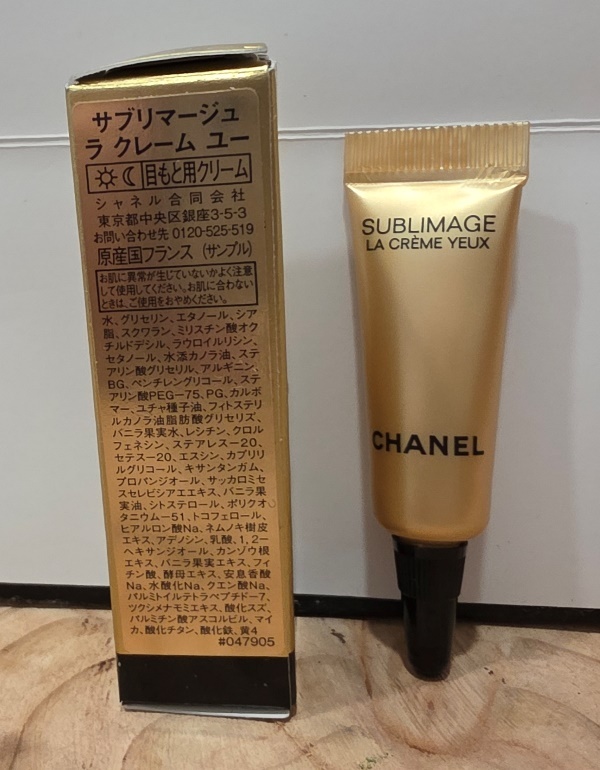 サブリマージュ
ラ クレーム ユー
目もと用クリーム
シャネル合同会社
東京都中央区銀座3-5-3
お問い合わせ先 0120-525-519
原産国フランス (サンプル)
お肌に異常が生じていないかよく注意
して使用してください。お肌に合わない
ときは、ご使用をおやめください。
水、グリセリン、エタノール、シア
脂、スクワラン、ミリスチン酸オク
チルドデシル、ラウロイルリシン、
セタノール、水添カノラ油、ステ
アリン酸グリセリル、アルギニン、
BG、ペンチレングリコール、ステ
アリン酸PEG-75、PG、カルボ
マー、ユチャ種子油、フィトステリ
ルカノラ油脂肪酸グリセリズ、
バニラ果実水、レシチン、クロル
フェネシン、ステアレス-20、
セテス-20、エスシン、カプリリ
ルグリコール、キサンタンガム、
プロパンジオール、サッカロミセ
スセレビシアエエキス、バニラ果
実油、シトステロール、ポリクオ
タニウム-51、トコフェロール、
ヒアルロン酸Na、ネムノキ樹皮
エキス、アデノシン、乳酸、1,2-
ヘキサンジオール、カンゾウ根
エキス、バニラ果実エキス、フィ
チン酸、酵母エキス、安息香酸
Na、水酸化Na、クエン酸Na、
パルミトイルテトラペプチド-7、
ツクシメナモミエキス、酸化スズ、
パルミチン酸アスコルビル、マイ
カ、酸化チタン、酸化鉄、黄4
#047905
SUBLIMAGE
LA CRÈME YEUX
CHANEL